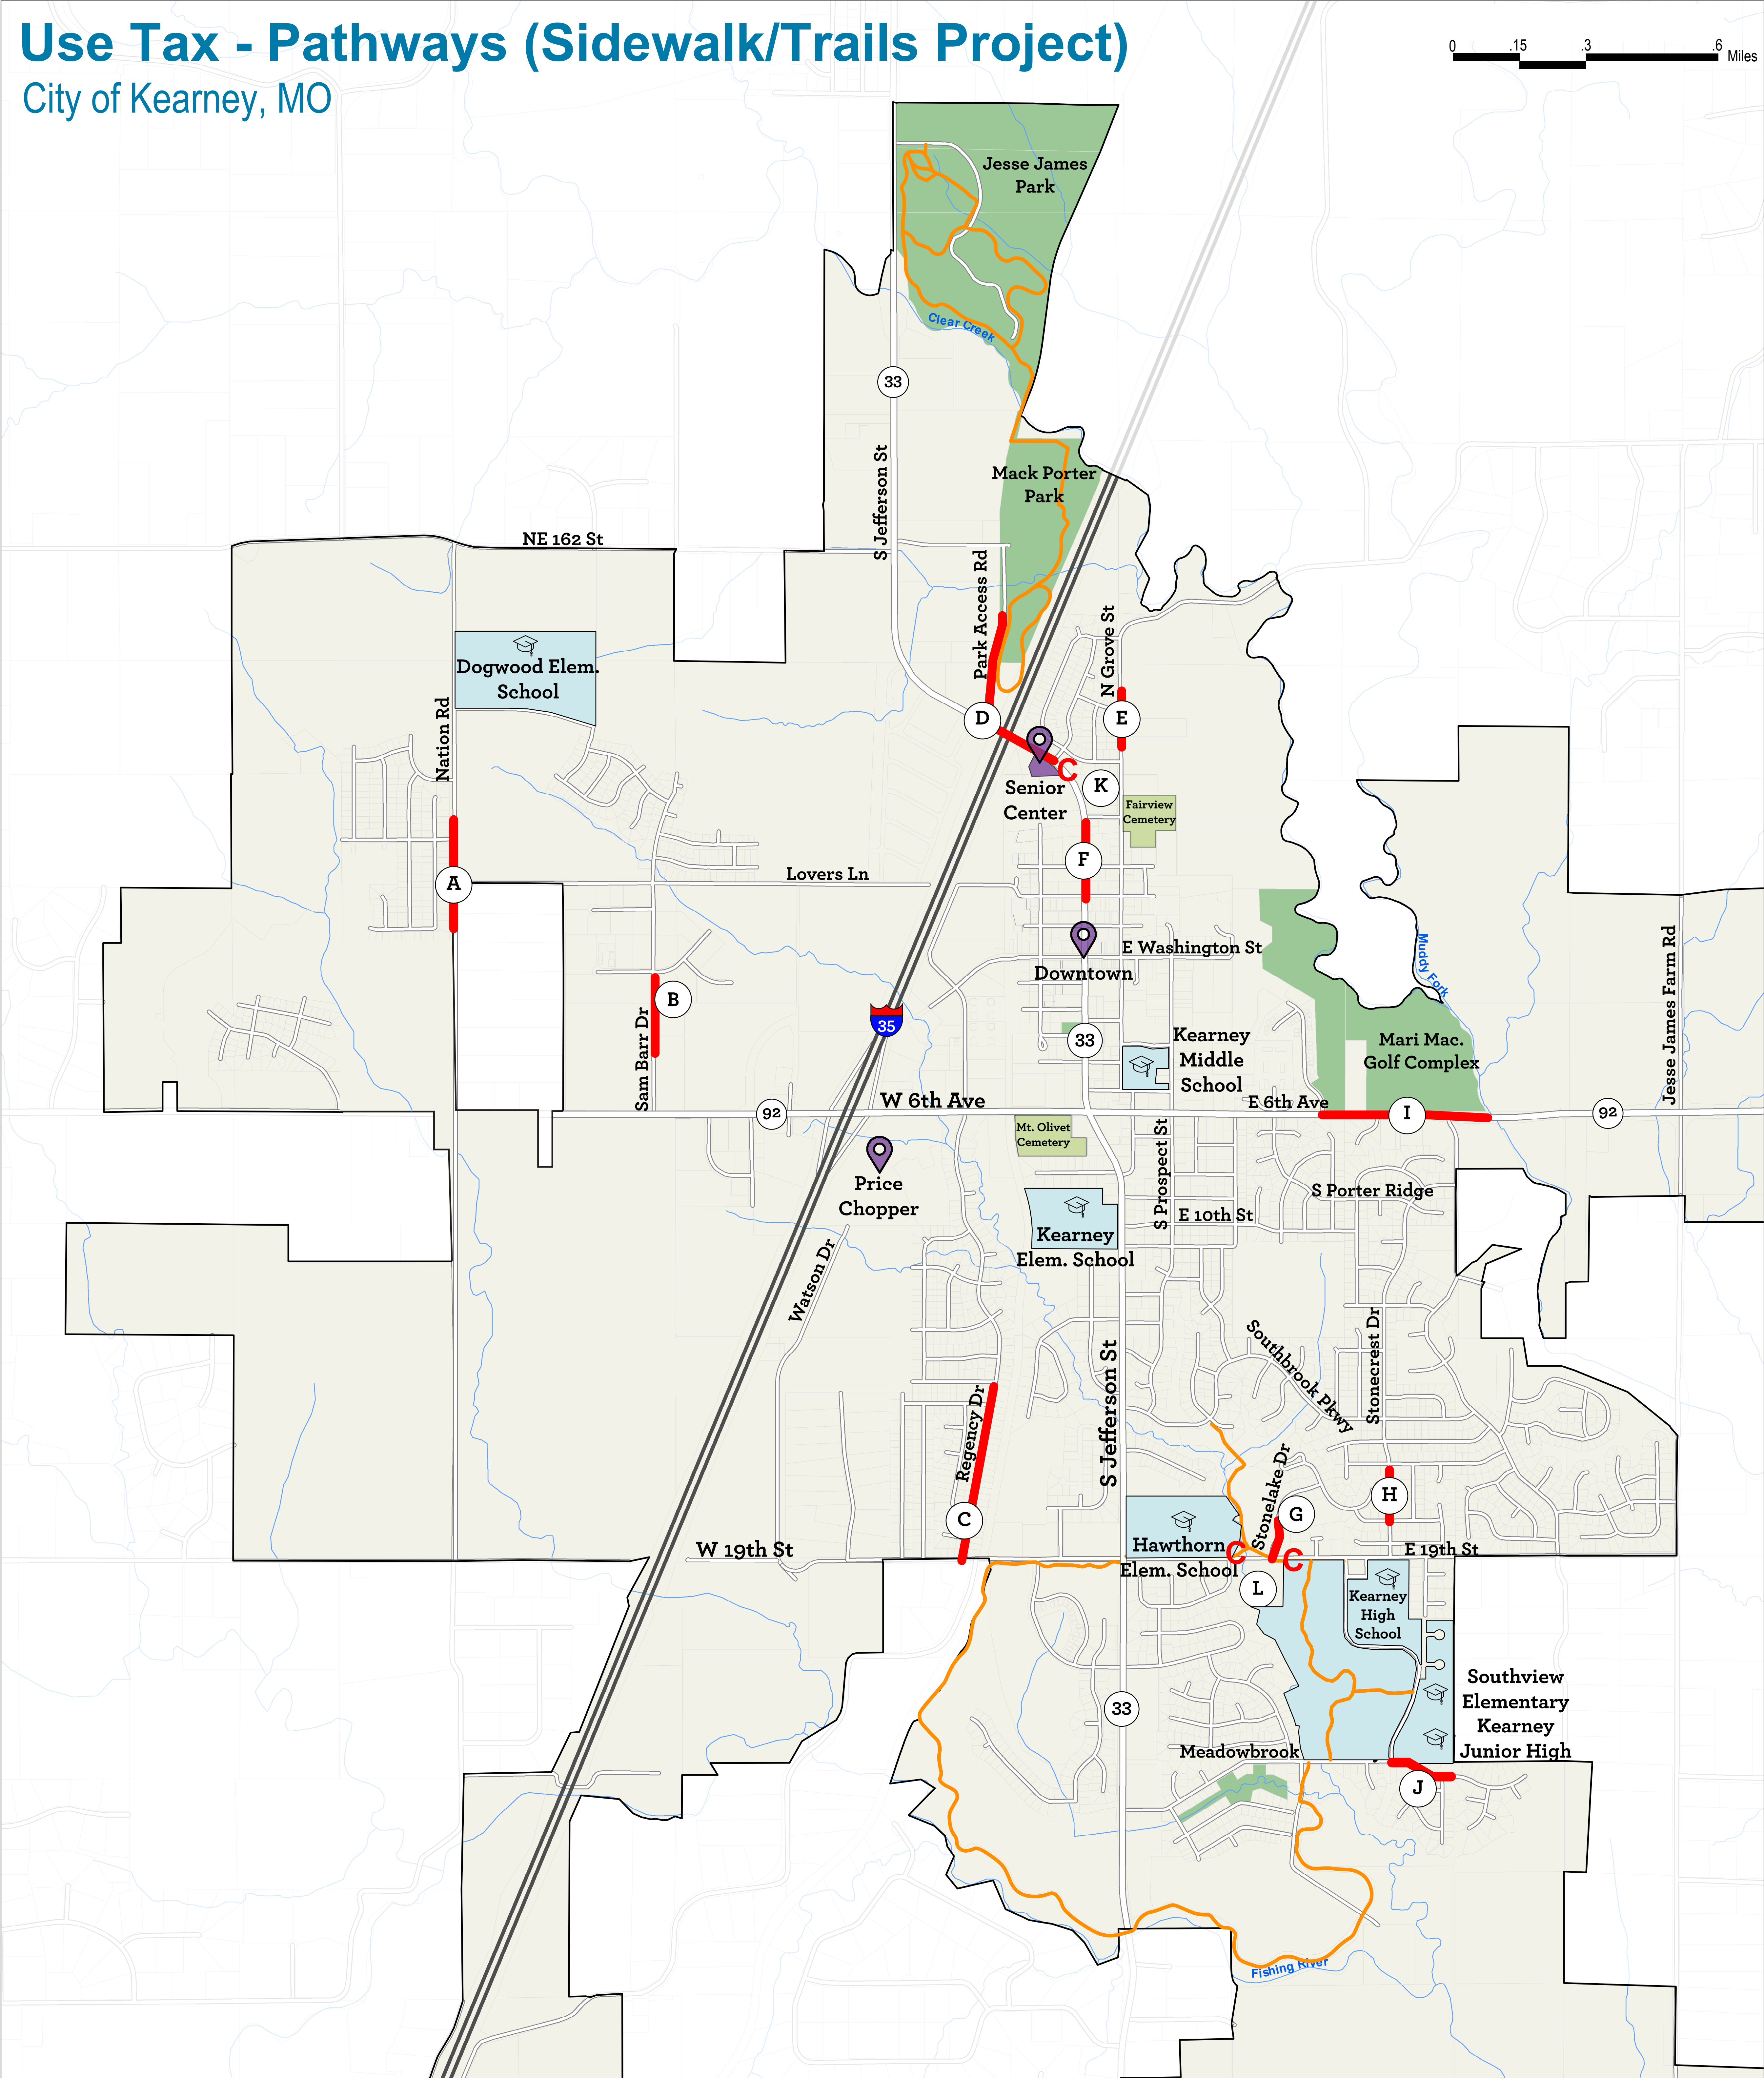 Use Tax - Pathways (Sidewalk/Trails Project)
City of Kearney, MO
0 .15 .3 .6
Miles
Jesse James
Park
Clear Creek
33
S Jefferson St
Mack Porter
Park
NE 162 St
Park Access Rd
N Grove St
Dogwood Elem.
School
Nation Rd
D
E
C
K
Senior
Center
Fairview
Cemetery
F
A
Lovers Ln
Muddy Fork
Jesse James Farm Rd
E Washington St
Downtown
B
Sam Barr Dr
35
33
Kearney
Middle
School
Mari Mac.
Golf Complex
W 6th Ave
E 6th Ave
92
I
92
Mt. Olivet
Cemetery
S Prospect St
Price
Chopper
S Porter Ridge
E 10th St
Kearney
Elem. School
Watson Dr
Southbrook Pkwy
Stonecrest Dr
S Jefferson St
Regency Dr
Stonelake Dr
H
G
C
Hawthorn
Elem. School
W 19th St
E 19th St
C
C
L
Kearney
High
School
Southview
Elementary
Kearney
Junior High
33
Meadowbrook
J
Fishing River